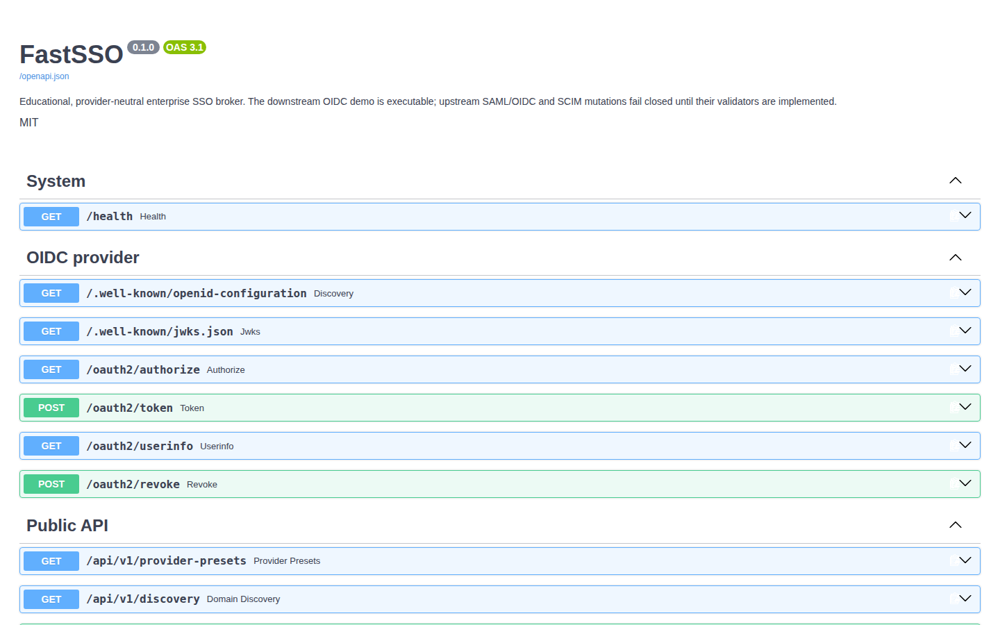 FastSSO 0.1.0 OAS 3.1
/openapi.json
Educational, provider-neutral enterprise SSO broker. The downstream OIDC demo is executable; upstream SAML/OIDC and SCIM mutations fail closed until their validators are implemented.
MIT
System
GET /health Health
OIDC provider
GET /.well-known/openid-configuration Discovery
GET /.well-known/jwks.json Jwks
GET /oauth2/authorize Authorize
POST /oauth2/token Token
GET /oauth2/userinfo Userinfo
POST /oauth2/revoke Revoke
Public API
GET /api/v1/provider-presets Provider Presets
GET /api/v1/discovery Domain Discovery